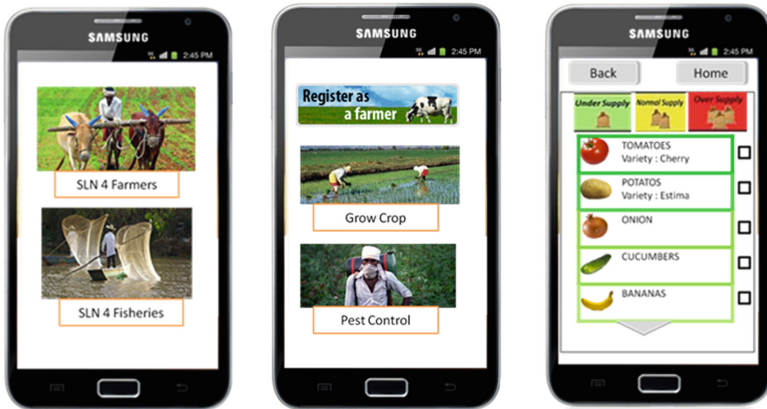 SAMSUNG
2:45 PM
SLN 4 Farmers
SLN 4 Fisheries
SAMSUNG
2:45 PM
Register as
a farmer
Grow Crop
Pest Control
SAMSUNG
2:45 PM
Back
Home
Under Supply
Normal Supply
Over Supply
TOMATOES
Variety : Cherry
POTATOS
Variety : Estima
ONION
CUCUMBERS
BANANAS